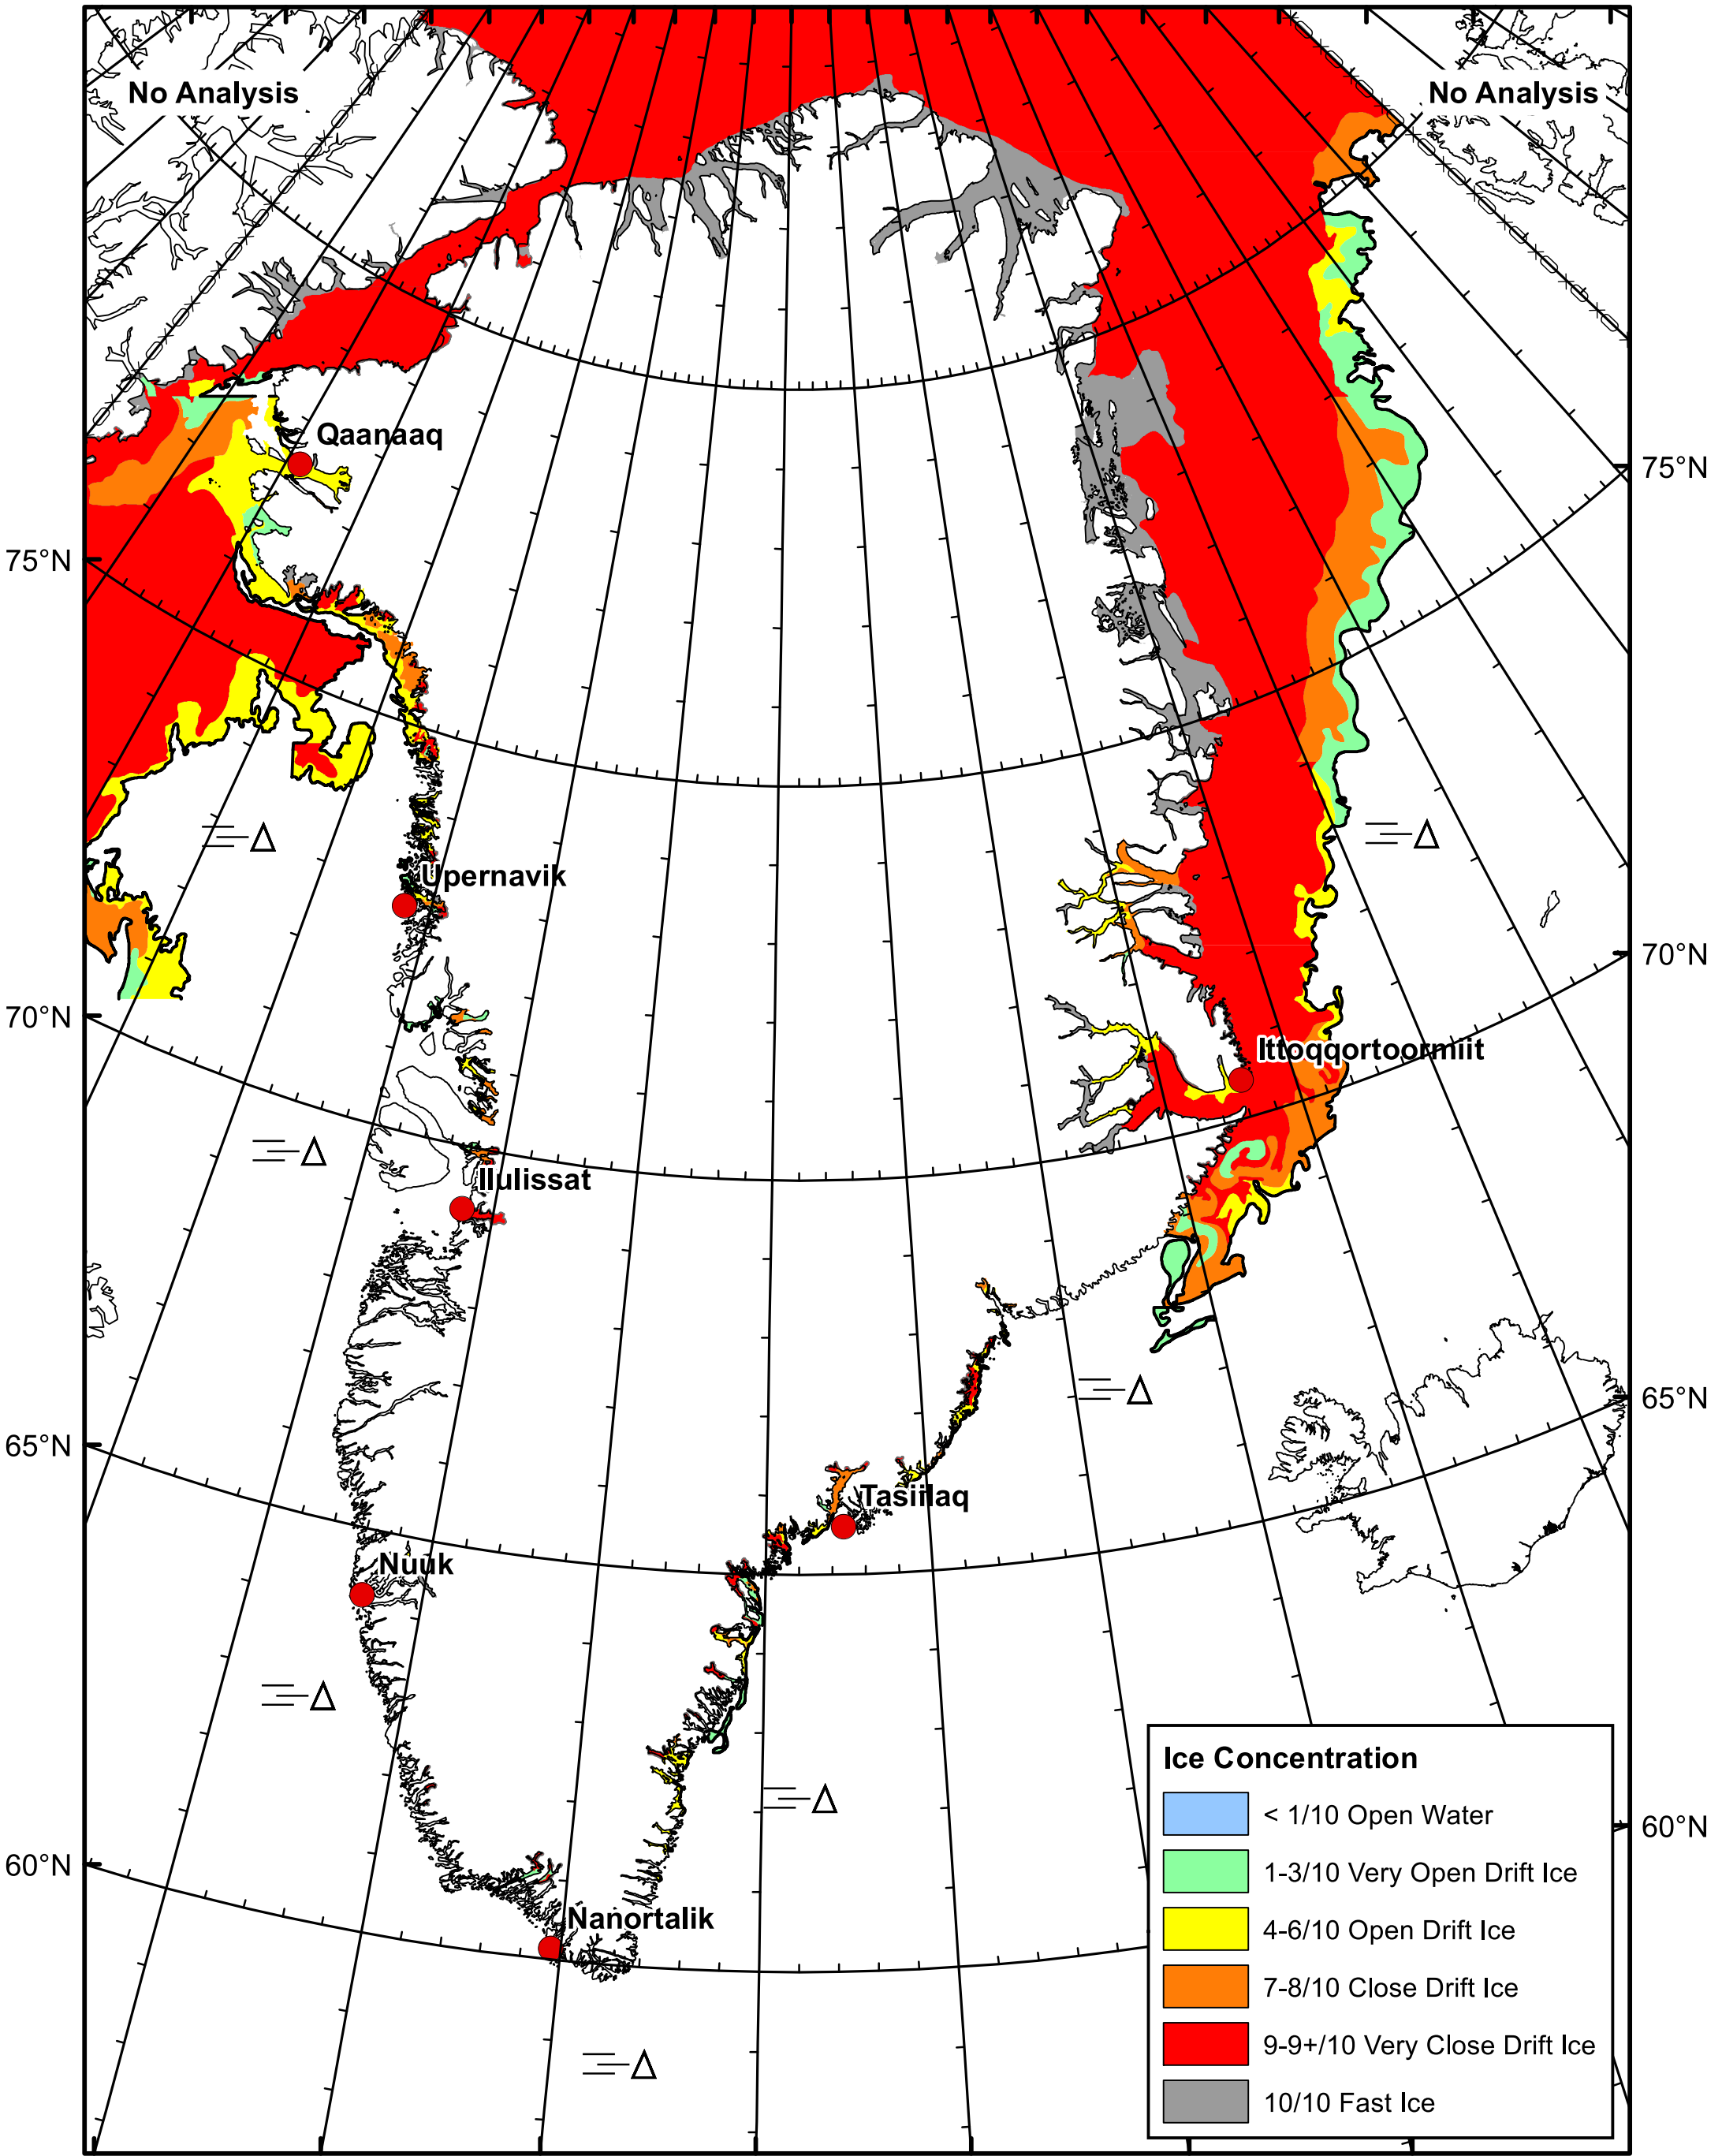 No Analysis
No Analysis
Qaanaaq
75°N
75°N
Upernavik
70°N
70°N
Ittoqqortoormiit
Ilulissat
65°N
65°N
Tasiilaq
Nuuk
60°N
60°N
Nanortalik
Ice Concentration
< 1/10 Open Water
1-3/10 Very Open Drift Ice
4-6/10 Open Drift Ice
7-8/10 Close Drift Ice
9-9+/10 Very Close Drift Ice
10/10 Fast Ice